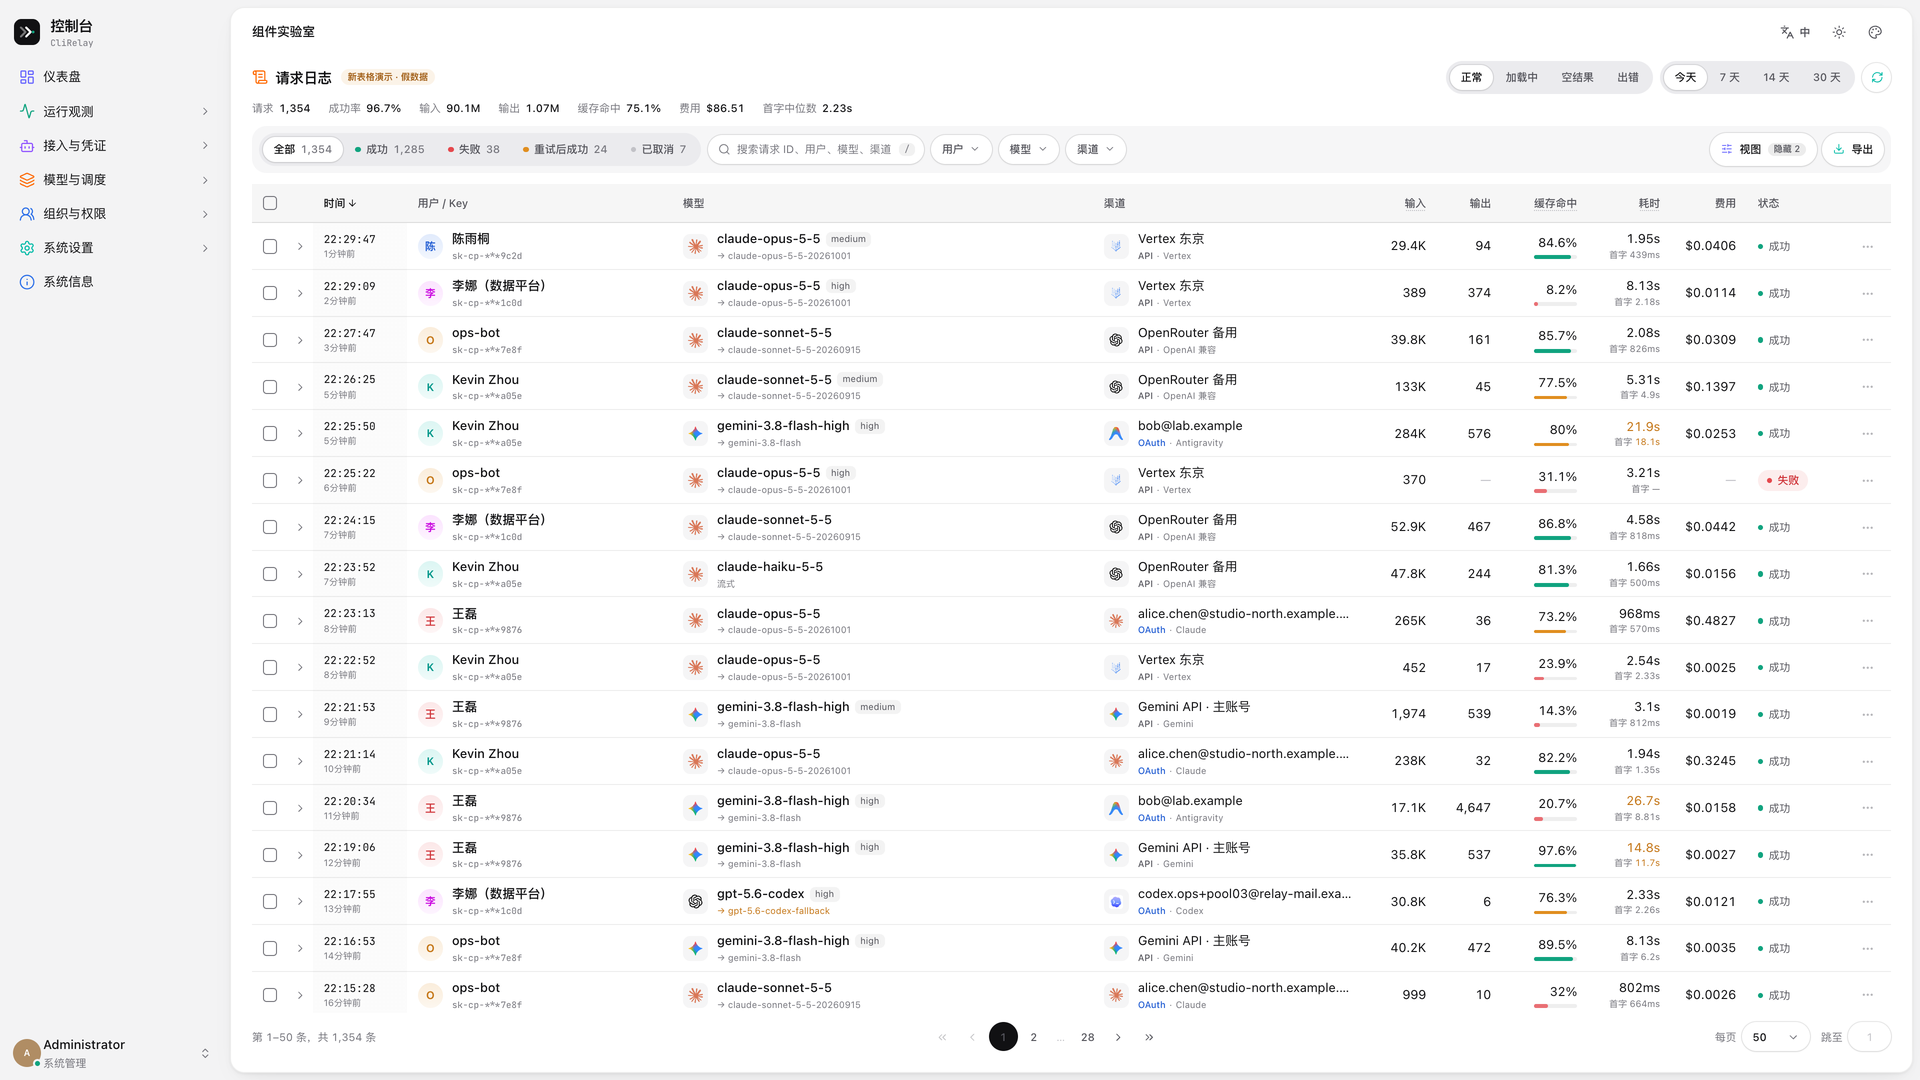 控制台
CliRelay
仪表盘
运行观测
接入与凭证
模型与调度
组织与权限
系统设置
系统信息
A Administrator
系统管理
组件实验室
中
请求日志 新表格演示 · 假数据
正常 加载中 空结果 出错 今天 7 天 14 天 30 天
请求 1,354 成功率 96.7% 输入 90.1M 输出 1.07M 缓存命中 75.1% 费用 $86.51 首字中位数 2.23s
全部 1,354 成功 1,285 失败 38 重试后成功 24 已取消 7 搜索请求 ID、用户、模型、渠道 / 用户 模型 渠道 视图 隐藏 2 导出
时间 ↓ 用户 / Key 模型 渠道 输入 输出 缓存命中 耗时 费用 状态
22:29:47 陈 陈雨桐 claude-opus-5-5 medium Vertex 东京 29.4K 94 84.6% 1.95s $0.0406 成功
1分钟前 sk-cp-•••9c2d → claude-opus-5-5-20261001 API · Vertex 首字 439ms
22:29:09 李 李娜（数据平台） claude-opus-5-5 high Vertex 东京 389 374 8.2% 8.13s $0.0114 成功
2分钟前 sk-cp-•••1c0d → claude-opus-5-5-20261001 API · Vertex 首字 2.18s
22:27:47 O ops-bot claude-sonnet-5-5 OpenRouter 备用 39.8K 161 85.7% 2.08s $0.0309 成功
3分钟前 sk-cp-•••7e8f → claude-sonnet-5-5-20260915 API · OpenAI 兼容 首字 826ms
22:26:25 K Kevin Zhou claude-sonnet-5-5 medium OpenRouter 备用 133K 45 77.5% 5.31s $0.1397 成功
5分钟前 sk-cp-•••a05e → claude-sonnet-5-5-20260915 API · OpenAI 兼容 首字 4.9s
22:25:50 K Kevin Zhou gemini-3.8-flash-high high bob@lab.example 284K 576 80% 21.9s $0.0253 成功
5分钟前 sk-cp-•••a05e → gemini-3.8-flash OAuth · Antigravity 首字 18.1s
22:25:22 O ops-bot claude-opus-5-5 high Vertex 东京 370 — 31.1% 3.21s — 失败
6分钟前 sk-cp-•••7e8f → claude-opus-5-5-20261001 API · Vertex 首字 —
22:24:15 李 李娜（数据平台） claude-sonnet-5-5 OpenRouter 备用 52.9K 467 86.8% 4.58s $0.0442 成功
7分钟前 sk-cp-•••1c0d → claude-sonnet-5-5-20260915 API · OpenAI 兼容 首字 818ms
22:23:52 K Kevin Zhou claude-haiku-5-5 OpenRouter 备用 47.8K 244 81.3% 1.66s $0.0156 成功
7分钟前 sk-cp-•••a05e 流式 API · OpenAI 兼容 首字 500ms
22:23:13 王 王磊 claude-opus-5-5 alice.chen@studio-north.example.... 265K 36 73.2% 968ms $0.4827 成功
8分钟前 sk-cp-•••9876 → claude-opus-5-5-20261001 OAuth · Claude 首字 570ms
22:22:52 K Kevin Zhou claude-opus-5-5 Vertex 东京 452 17 23.9% 2.54s $0.0025 成功
8分钟前 sk-cp-•••a05e → claude-opus-5-5-20261001 API · Vertex 首字 2.33s
22:21:53 王 王磊 gemini-3.8-flash-high medium Gemini API · 主账号 1,974 539 14.3% 3.1s $0.0019 成功
9分钟前 sk-cp-•••9876 → gemini-3.8-flash API · Gemini 首字 812ms
22:21:14 K Kevin Zhou claude-opus-5-5 alice.chen@studio-north.example.... 238K 32 82.2% 1.94s $0.3245 成功
10分钟前 sk-cp-•••a05e → claude-opus-5-5-20261001 OAuth · Claude 首字 1.35s
22:20:34 王 王磊 gemini-3.8-flash-high high bob@lab.example 17.1K 4,647 20.7% 26.7s $0.0158 成功
11分钟前 sk-cp-•••9876 → gemini-3.8-flash OAuth · Antigravity 首字 8.81s
22:19:06 王 王磊 gemini-3.8-flash-high high Gemini API · 主账号 35.8K 537 97.6% 14.8s $0.0027 成功
12分钟前 sk-cp-•••9876 → gemini-3.8-flash API · Gemini 首字 11.7s
22:17:55 李 李娜（数据平台） gpt-5.6-codex high codex.ops+pool03@relay-mail.exa... 30.8K 6 76.3% 2.33s $0.0121 成功
13分钟前 sk-cp-•••1c0d → gpt-5.6-codex-fallback OAuth · Codex 首字 2.26s
22:16:53 O ops-bot gemini-3.8-flash-high high Gemini API · 主账号 40.2K 472 89.5% 8.13s $0.0035 成功
14分钟前 sk-cp-•••7e8f → gemini-3.8-flash API · Gemini 首字 6.2s
22:15:28 O ops-bot claude-sonnet-5-5 alice.chen@studio-north.example.... 999 10 32% 802ms $0.0026 成功
16分钟前 sk-cp-•••7e8f → claude-sonnet-5-5-20260915 OAuth · Claude 首字 664ms
第 1–50 条，共 1,354 条 « ‹ 1 2 … 28 › » 每页 50 跳至 1